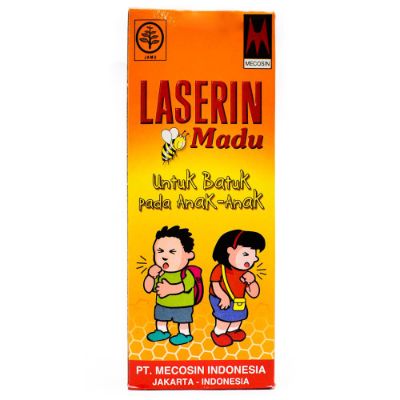 JAMU
MECOSIN
LASERIN
Madu
Untuk Batuk
pada Anak-Anak
PT. MECOSIN INDONESIA
JAKARTA - INDONESIA